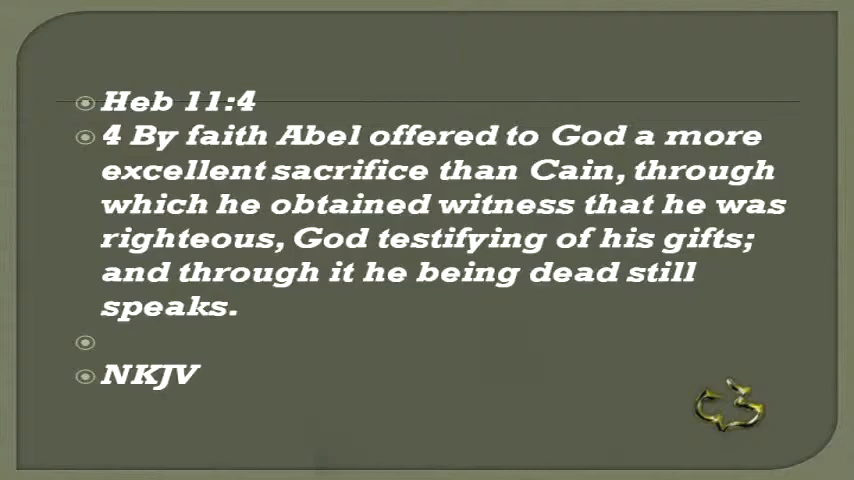 Heb 11:4
4 By faith Abel offered to God a more
excellent sacrifice than Cain, through
which he obtained witness that he was
righteous, God testifying of his gifts;
and through it he being dead still
speaks.
NKJV